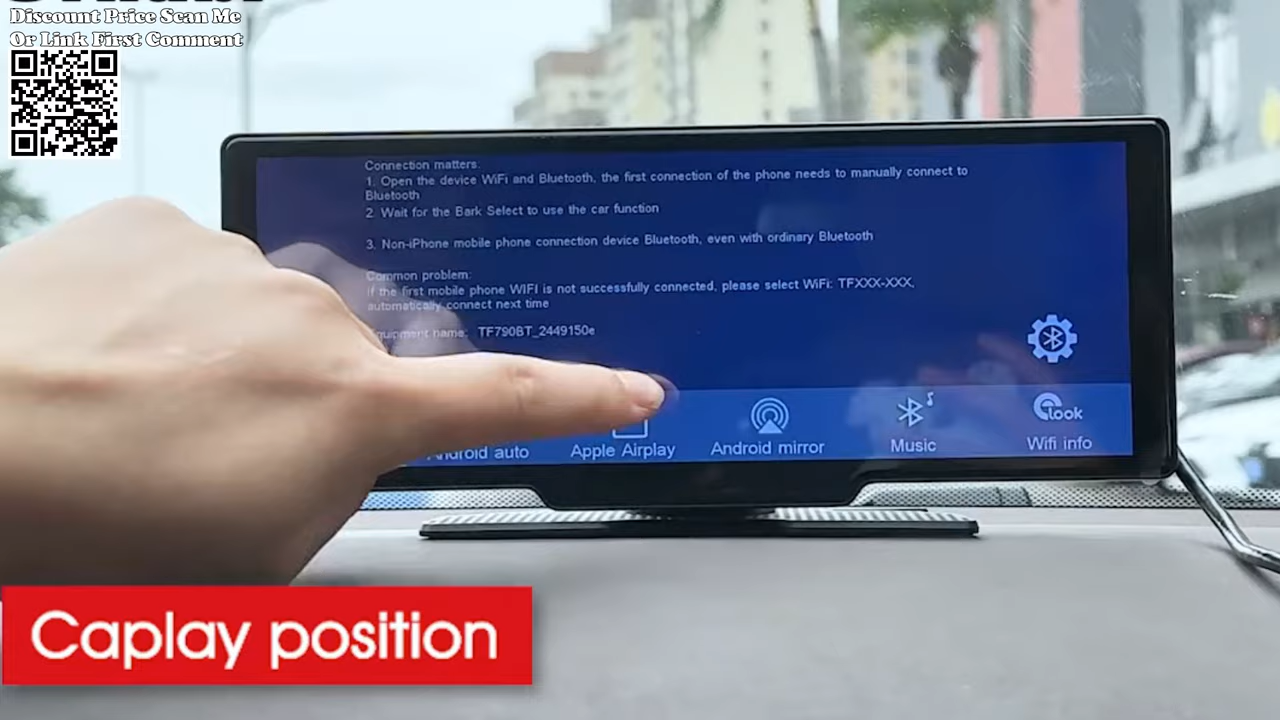 Discount Price Scan Me
Or Link First Comment
Connection matters:
1. Open the device WiFi and Bluetooth, the first connection of the phone needs to manually connect to
Bluetooth
2. Wait for the Bark Select to use the car function
3. Non-iPhone mobile phone connection device Bluetooth, even with ordinary Bluetooth
Common problem:
If the first mobile phone WIFI is not successfully connected, please select WiFi: TFXXX-XXX,
automatically connect next time
Equipment name: TF790BT_2449150e
Android auto
Apple Airplay
Android mirror
Music
look
Wifi info
Caplay position